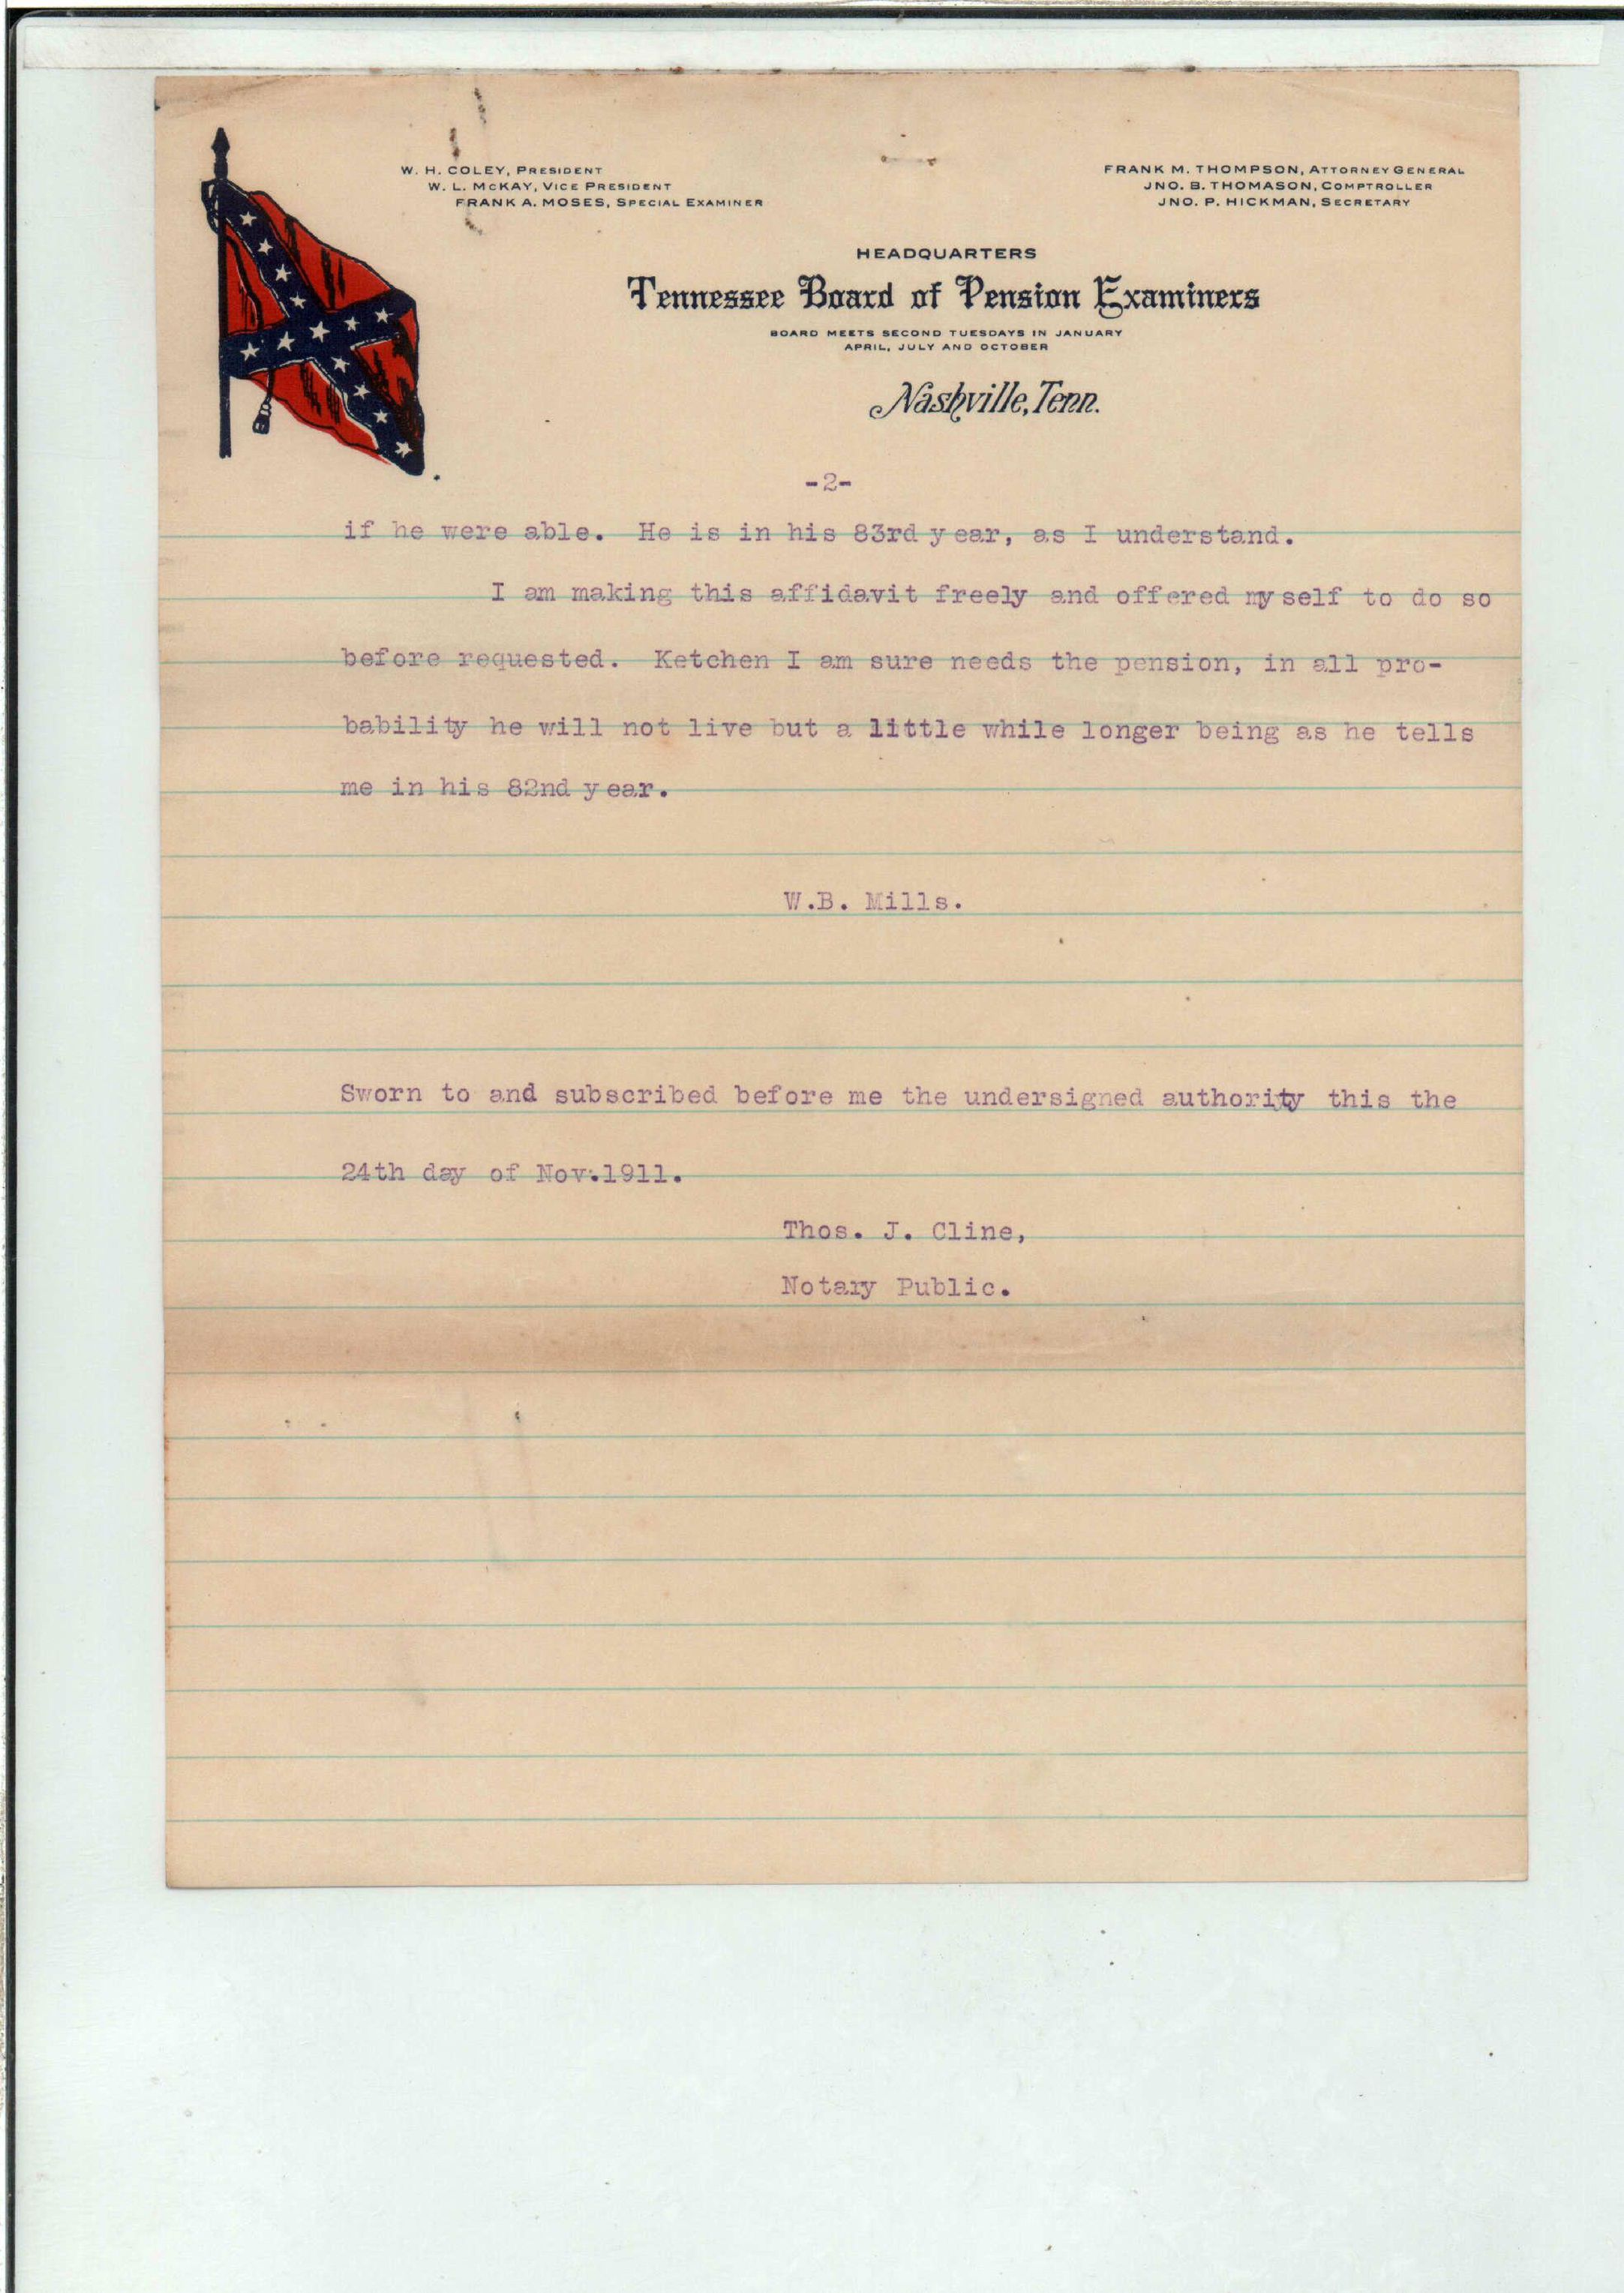 W. H. COLEY, PRESIDENT
W. L. McKAY, VICE PRESIDENT
FRANK A. MOSES, SPECIAL EXAMINER
FRANK M. THOMPSON, ATTORNEY GENERAL
JNO. B. THOMASON, COMPTROLLER
JNO. P. HICKMAN, SECRETARY
HEADQUARTERS
Tennessee Board of Pension Examiners
BOARD MEETS SECOND TUESDAYS IN JANUARY
APRIL, JULY AND OCTOBER
Nashville, Tenn.
-2-
if he were able. He is in his 83rd year, as I understand.
I am making this affidavit freely and offered myself to do so
before requested. Ketchen I am sure needs the pension, in all pro-
bability he will not live but a little while longer being as he tells
me in his 82nd year.
W.B. Mills.
Sworn to and subscribed before me the undersigned authority this the
24th day of Nov.1911.
Thos. J. Cline,
Notary Public.